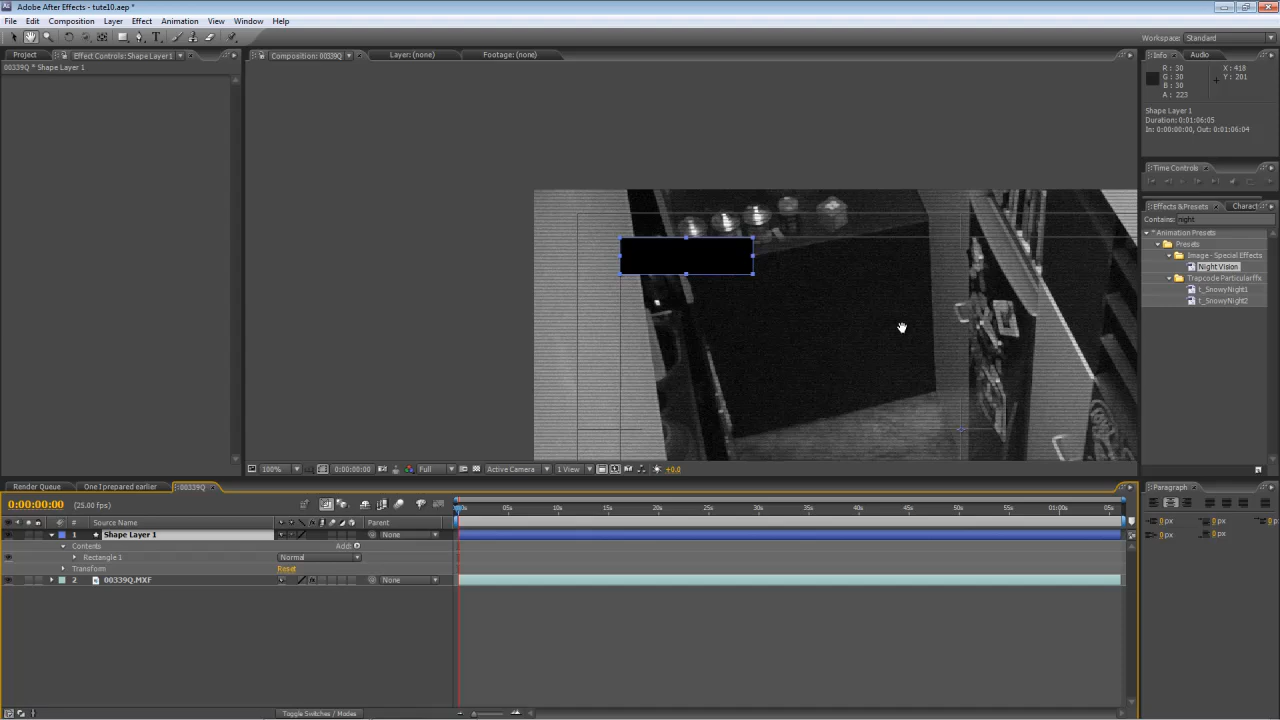 Adobe After Effects - tute10.aep *
File Edit Composition Layer Effect Animation View Window Help
Workspace: Standard
Project Effect Controls: Shape Layer 1 Composition: 00339Q Layer: (none) Footage: (none) Info Audio
00339Q * Shape Layer 1
R : 30 X : 418
G : 30 Y : 201
B : 30
A : 223
Shape Layer 1
Duration: 0:01:06:05
In: 0:00:00:00, Out: 0:01:06:04
Time Controls
Effects & Presets Charact
Contains: night
* Animation Presets
Presets
Image - Special Effects
Night Vision
Trapcode Particular ffx
t_SnowyNight1
t_SnowyNight2
100% 0:00:00:00 Full Active Camera 1 View +0.0
Render Queue One I prepared earlier 00339Q Paragraph
0:00:00:00 (25.00 fps)
00s 05s 10s 15s 20s 25s 30s 35s 40s 45s 50s 55s 01:00s 05s
# Source Name Parent
1 Shape Layer 1 None
Contents Add:
Rectangle 1 Normal
Transform Reset
2 00339Q.MXF None
0 px 0 px 0 p
0 px 0 px
Toggle Switches / Modes